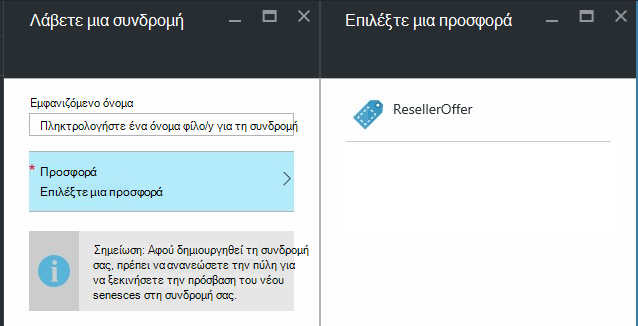 Λάβετε μια συνδρομή
Εμφανιζόμενο όνομα
Πληκτρολογήστε ένα όνομα φίλο/y για τη συνδρομή
* Προσφορά
Επιλέξτε μια προσφορά
Σημείωση: Αφού δημιουργηθεί τη συνδρομή
σας, πρέπει να ανανεώσετε την πύλη για
να ξεκινήσετε την πρόσβαση του νέου
senesces στη συνδρομή σας.
Επιλέξτε μια προσφορά
ResellerOffer